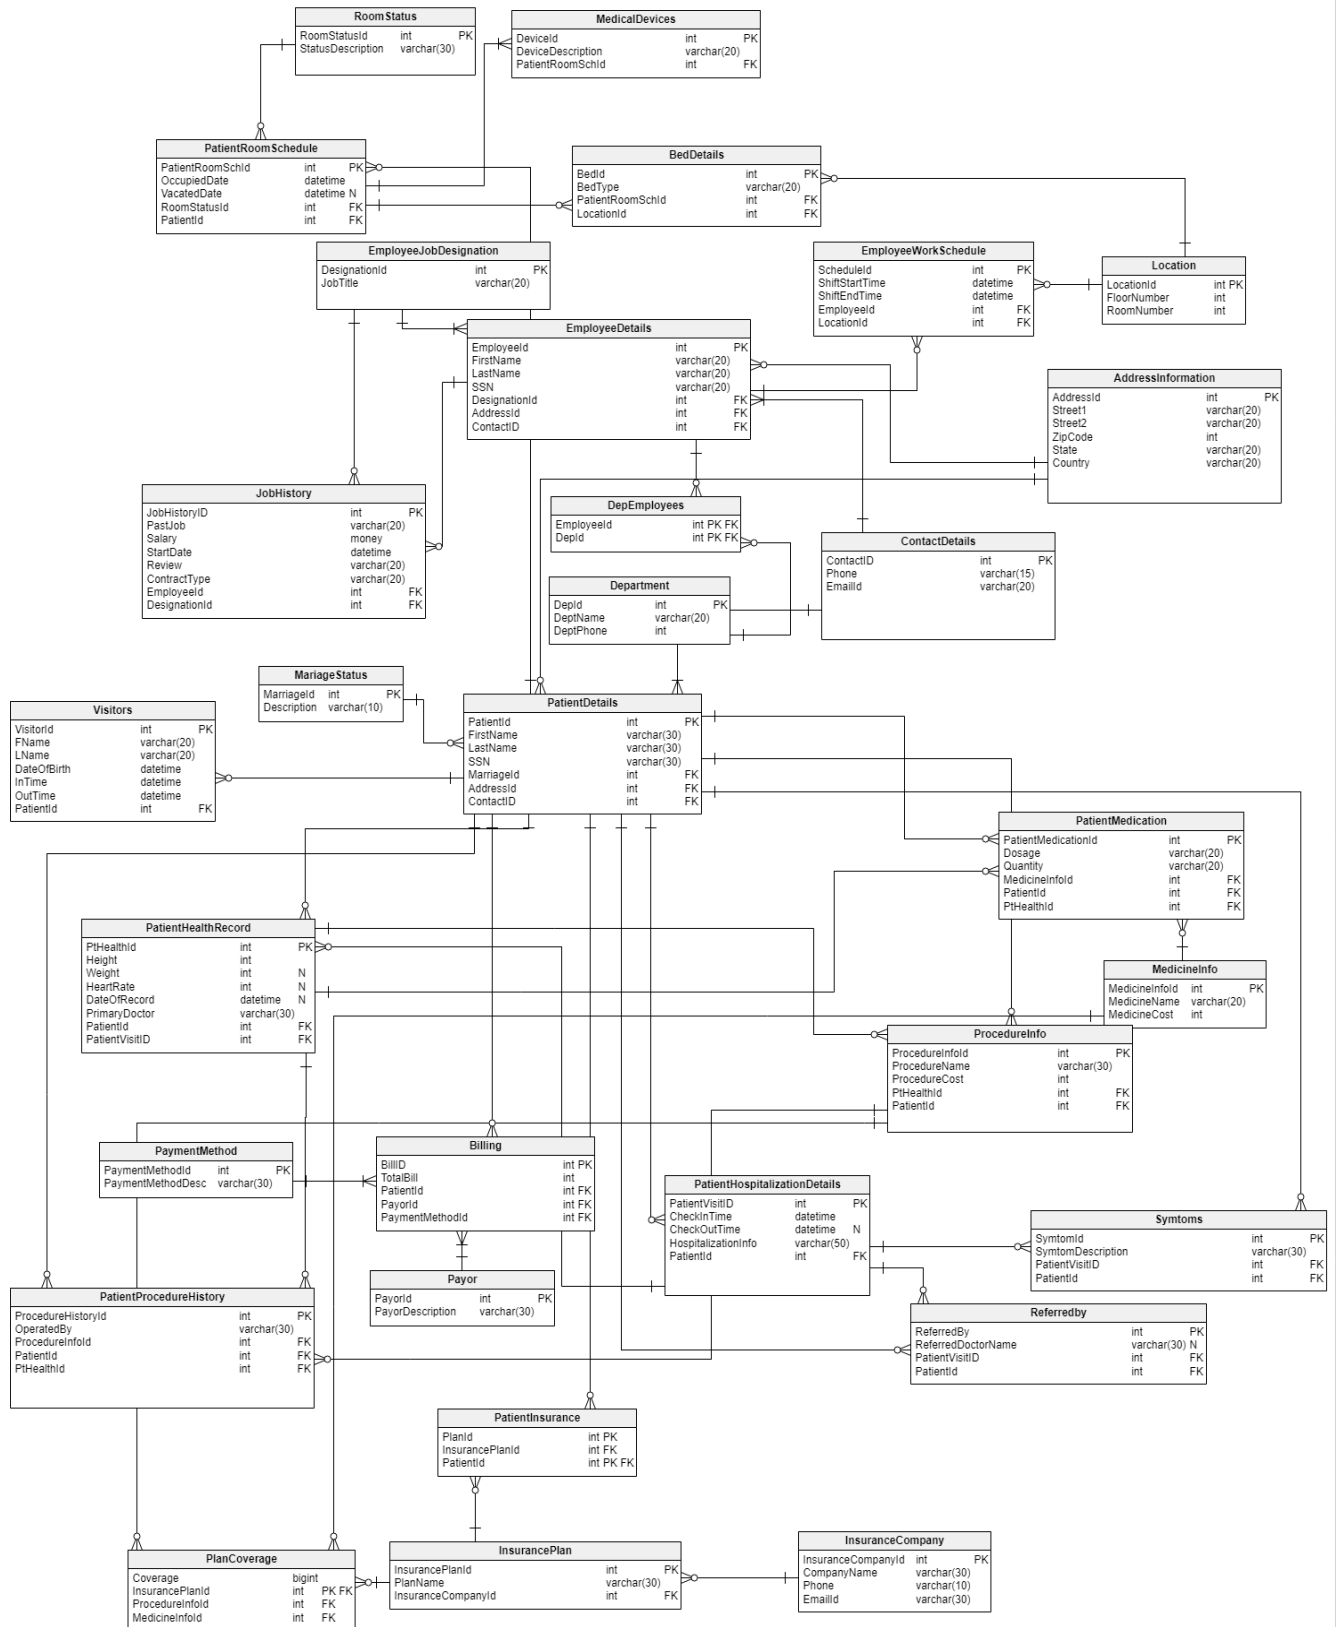 RoomStatus
RoomStatusId int PK
StatusDescription varchar(30)
MedicalDevices
DeviceId int PK
DeviceDescription varchar(20)
PatientRoomSchId int FK
PatientRoomSchedule
PatientRoomSchId int PK
OccupiedDate datetime
VacatedDate datetime N
RoomStatusId int FK
PatientId int FK
BedDetails
BedId int PK
BedType varchar(20)
PatientRoomSchId int FK
LocationId int FK
EmployeeJobDesignation
DesignationId int PK
JobTitle varchar(20)
EmployeeWorkSchedule
ScheduleId int PK
ShiftStartTime datetime
ShiftEndTime datetime
EmployeeId int FK
LocationId int FK
Location
LocationId int PK
FloorNumber int
RoomNumber int
EmployeeDetails
EmployeeId int PK
FirstName varchar(20)
LastName varchar(20)
SSN varchar(20)
DesignationId int FK
AddressId int FK
ContactID int FK
AddressInformation
AddressId int PK
Street1 varchar(20)
Street2 varchar(20)
ZipCode int
State varchar(20)
Country varchar(20)
JobHistory
JobHistoryID int PK
PastJob varchar(20)
Salary money
StartDate datetime
Review varchar(20)
ContractType varchar(20)
EmployeeId int FK
DesignationId int FK
DepEmployees
EmployeeId int PK FK
DepId int PK FK
ContactDetails
ContactID int PK
Phone varchar(15)
EmailId varchar(20)
Department
DepId int PK
DeptName varchar(20)
DeptPhone int
MariageStatus
MarriageId int PK
Description varchar(10)
Visitors
VisitorId int PK
FName varchar(20)
LName varchar(20)
DateOfBirth datetime
InTime datetime
OutTime datetime
PatientId int FK
PatientDetails
PatientId int PK
FirstName varchar(30)
LastName varchar(30)
SSN varchar(30)
MarriageId int FK
AddressId int FK
ContactID int FK
PatientMedication
PatientMedicationId int PK
Dosage varchar(20)
Quantity varchar(20)
MedicineInfoId int FK
PatientId int FK
PtHealthId int FK
PatientHealthRecord
PtHealthId int PK
Height int
Weight int N
HeartRate int N
DateOfRecord datetime N
PrimaryDoctor varchar(30)
PatientId int FK
PatientVisitID int FK
MedicineInfo
MedicineInfoId int PK
MedicineName varchar(20)
MedicineCost int
ProcedureInfo
ProcedureInfoId int PK
ProcedureName varchar(30)
ProcedureCost int
PtHealthId int FK
PatientId int FK
PaymentMethod
PaymentMethodId int PK
PaymentMethodDesc varchar(30)
Billing
BillID int PK
TotalBill int
PatientId int FK
PayorId int FK
PaymentMethodId int FK
PatientHospitalizationDetails
PatientVisitID int PK
CheckInTime datetime
CheckOutTime datetime N
HospitalizationInfo varchar(50)
PatientId int FK
Symtoms
SymtomId int PK
SymtomDescription varchar(30)
PatientVisitID int FK
PatientId int FK
Payor
PayorId int PK
PayorDescription varchar(30)
PatientProcedureHistory
ProcedureHistoryId int PK
OperatedBy varchar(30)
ProcedureInfoId int FK
PatientId int FK
PtHealthId int FK
Referredby
ReferredBy int PK
ReferredDoctorName varchar(30) N
PatientVisitID int FK
PatientId int FK
PatientInsurance
PlanId int PK
InsurancePlanId int FK
PatientId int PK FK
PlanCoverage
Coverage bigint
InsurancePlanId int PK FK
ProcedureInfoId int FK
MedicineInfoId int FK
InsurancePlan
InsurancePlanId int PK
PlanName varchar(30)
InsuranceCompanyId int FK
InsuranceCompany
InsuranceCompanyId int PK
CompanyName varchar(30)
Phone varchar(10)
EmailId varchar(30)